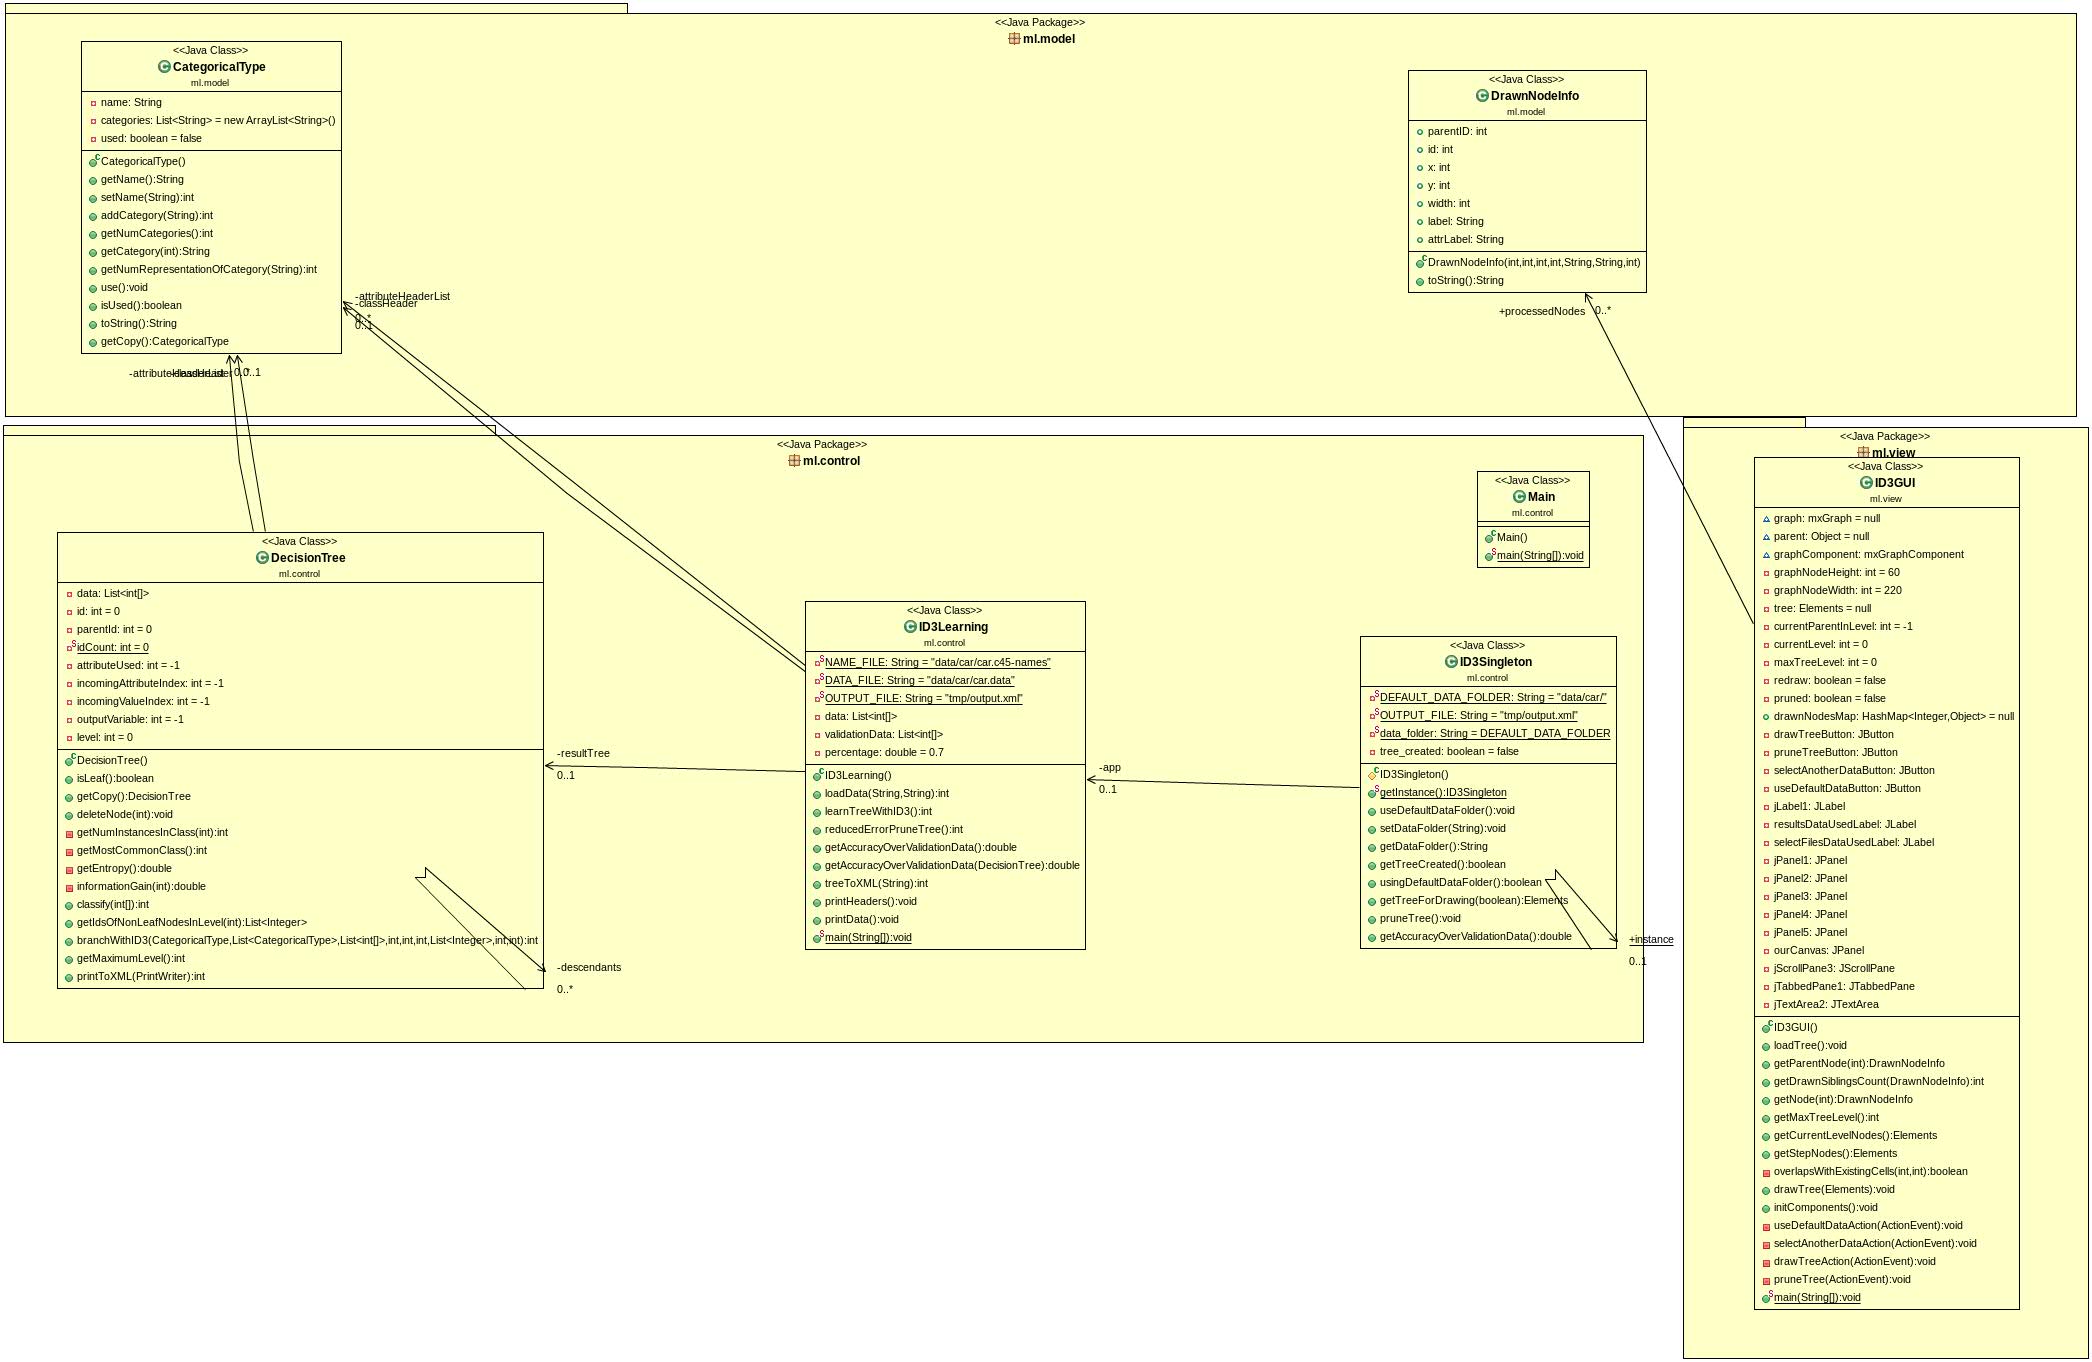 <<Java Package>>
ml.model
<<Java Class>>
CategoricalType
ml.model
name: String
categories: List<String> = new ArrayList<String>()
used: boolean = false
CategoricalType()
getName():String
setName(String):int
addCategory(String):int
getNumCategories():int
getCategory(int):String
getNumRepresentationOfCategory(String):int
use():void
isUsed():boolean
toString():String
getCopy():CategoricalType
-attributeHeaderList
-classHeader
0..*
0..1
<<Java Class>>
DrawnNodeInfo
ml.model
parentID: int
id: int
x: int
y: int
width: int
label: String
attrLabel: String
DrawnNodeInfo(int,int,int,int,String,String,int)
toString():String
+processedNodes
0..*
<<Java Package>>
ml.control
<<Java Class>>
DecisionTree
ml.control
data: List<int[]>
id: int = 0
parentId: int = 0
idCount: int = 0
attributeUsed: int = -1
incomingAttributeIndex: int = -1
incomingValueIndex: int = -1
outputVariable: int = -1
level: int = 0
DecisionTree()
isLeaf():boolean
getCopy():DecisionTree
deleteNode(int):void
getNumInstancesInClass(int):int
getMostCommonClass():int
getEntropy():double
informationGain(int):double
classify(int[]):int
getIdsOfNonLeafNodesInLevel(int):List<Integer>
branchWithID3(CategoricalType,List<CategoricalType>,List<int[]>,int,int,int,List<Integer>,int,int):int
getMaximumLevel():int
printToXML(PrintWriter):int
-descendants
0..*
-resultTree
0..1
<<Java Class>>
ID3Learning
ml.control
NAME_FILE: String = "data/car/car.c45-names"
DATA_FILE: String = "data/car/car.data"
OUTPUT_FILE: String = "tmp/output.xml"
data: List<int[]>
validationData: List<int[]>
percentage: double = 0.7
ID3Learning()
loadData(String,String):int
learnTreeWithID3():int
reducedErrorPruneTree():int
getAccuracyOverValidationData():double
getAccuracyOverValidationData(DecisionTree):double
treeToXML(String):int
printHeaders():void
printData():void
main(String[]):void
-app
0..1
<<Java Class>>
Main
ml.control
Main()
main(String[]):void
<<Java Class>>
ID3Singleton
ml.control
DEFAULT_DATA_FOLDER: String = "data/car/"
OUTPUT_FILE: String = "tmp/output.xml"
data_folder: String = DEFAULT_DATA_FOLDER
tree_created: boolean = false
ID3Singleton()
getInstance():ID3Singleton
useDefaultDataFolder():void
setDataFolder(String):void
getDataFolder():String
getTreeCreated():boolean
usingDefaultDataFolder():boolean
getTreeForDrawing(boolean):Elements
pruneTree():void
getAccuracyOverValidationData():double
+instance
0..1
<<Java Package>>
ml.view
<<Java Class>>
ID3GUI
ml.view
graph: mxGraph = null
parent: Object = null
graphComponent: mxGraphComponent
graphNodeHeight: int = 60
graphNodeWidth: int = 220
tree: Elements = null
currentParentInLevel: int = -1
currentLevel: int = 0
maxTreeLevel: int = 0
redraw: boolean = false
pruned: boolean = false
drawnNodesMap: HashMap<Integer,Object> = null
drawTreeButton: JButton
pruneTreeButton: JButton
selectAnotherDataButton: JButton
useDefaultDataButton: JButton
jLabel1: JLabel
resultsDataUsedLabel: JLabel
selectFilesDataUsedLabel: JLabel
jPanel1: JPanel
jPanel2: JPanel
jPanel3: JPanel
jPanel4: JPanel
jPanel5: JPanel
ourCanvas: JPanel
jScrollPane3: JScrollPane
jTabbedPane1: JTabbedPane
jTextArea2: JTextArea
ID3GUI()
loadTree():void
getParentNode(int):DrawnNodeInfo
getDrawnSiblingsCount(DrawnNodeInfo):int
getNode(int):DrawnNodeInfo
getMaxTreeLevel():int
getCurrentLevelNodes():Elements
getStepNodes():Elements
overlapsWithExistingCells(int,int):boolean
drawTree(Elements):void
initComponents():void
useDefaultDataAction(ActionEvent):void
selectAnotherDataAction(ActionEvent):void
drawTreeAction(ActionEvent):void
pruneTree(ActionEvent):void
main(String[]):void